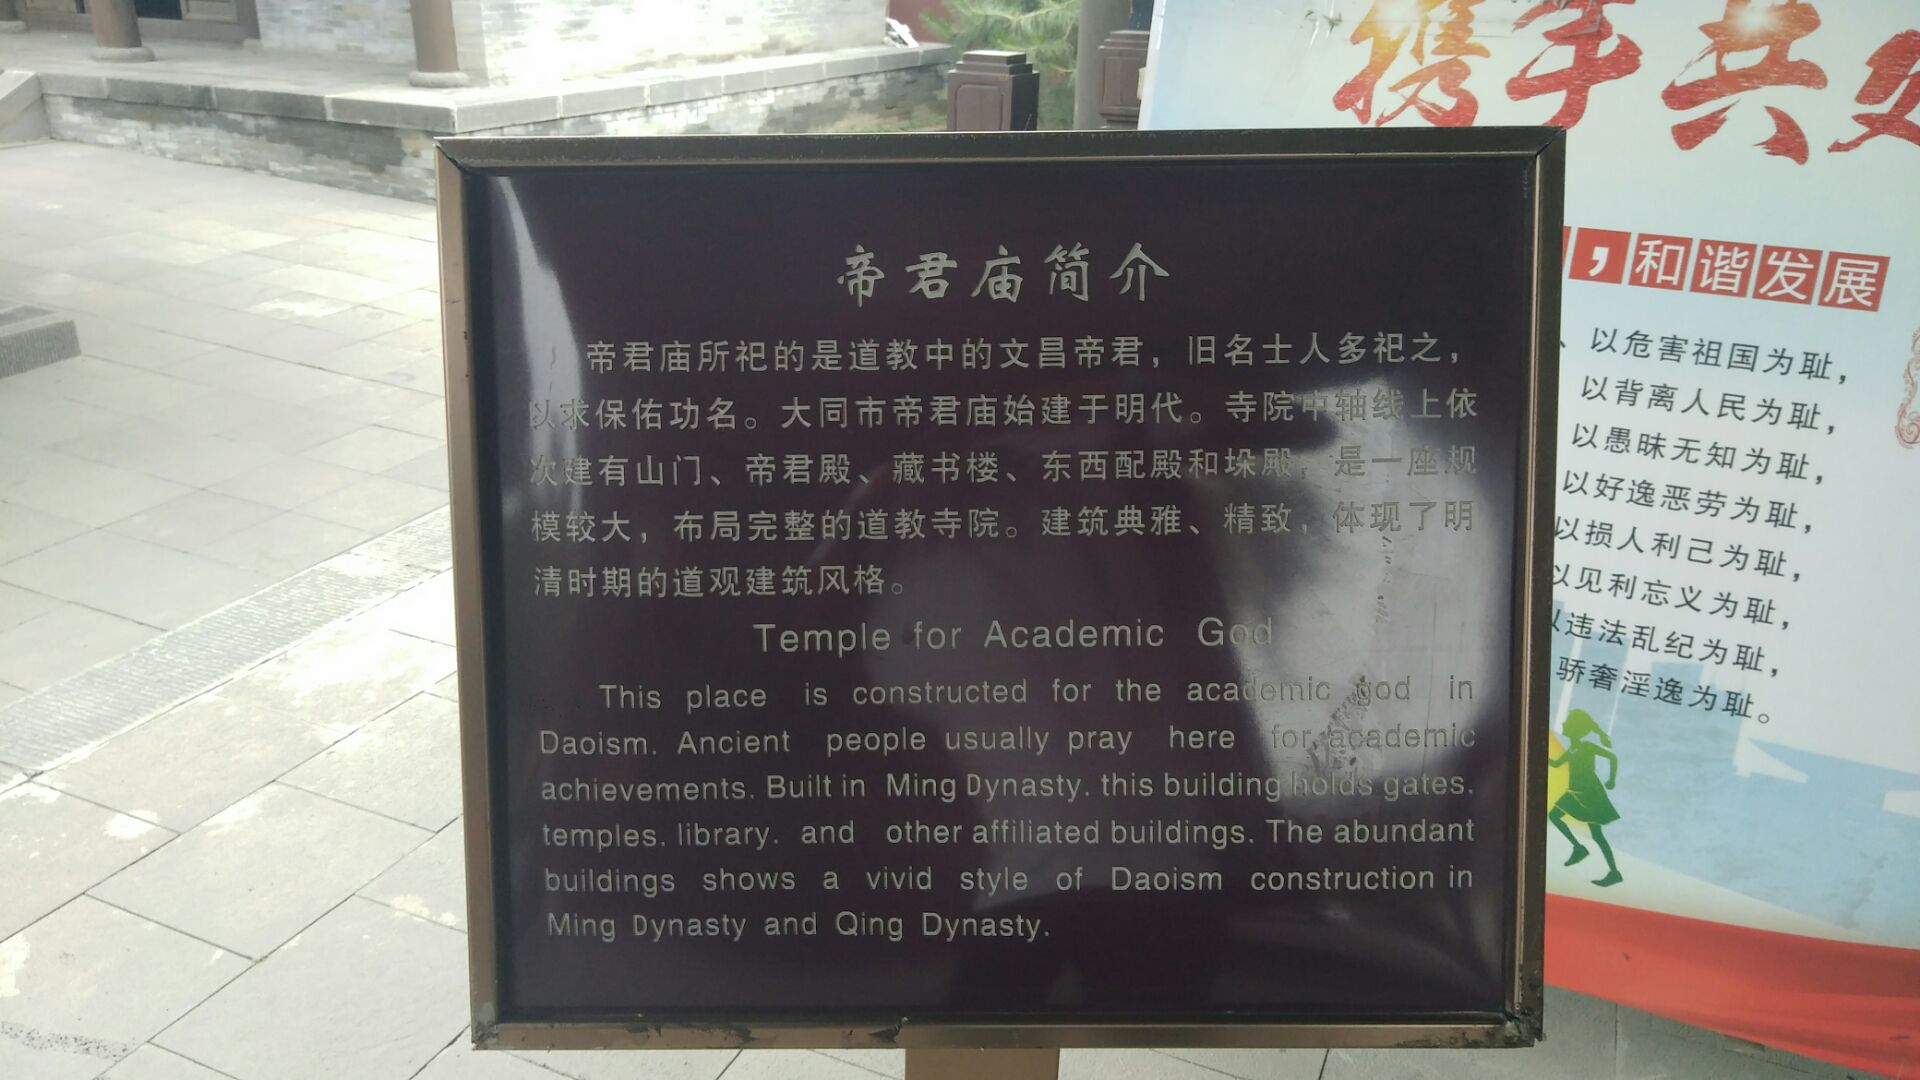 帝君庙简介
帝君庙所祀的是道教中的文昌帝君，旧名士人多祀之，
以求保佑功名。大同市帝君庙始建于明代。寺院中轴线上依
次建有山门、帝君殿、藏书楼、东西配殿和垛殿，是一座规
模较大，布局完整的道教寺院。建筑典雅、精致，体现了明
清时期的道观建筑风格。
Temple for Academic God
This place is constructed for the academic god in
Daoism. Ancient people usually pray here for academic
achievements. Built in Ming Dynasty. this building holds gates.
temples. library. and other affiliated buildings. The abundant
buildings shows a vivid style of Daoism construction in
Ming Dynasty and Qing Dynasty.
携手共
，和谐发展
、以危害祖国为耻，
以背离人民为耻，
以愚昧无知为耻，
以好逸恶劳为耻，
以损人利己为耻，
以见利忘义为耻，
以违法乱纪为耻，
骄奢淫逸为耻。